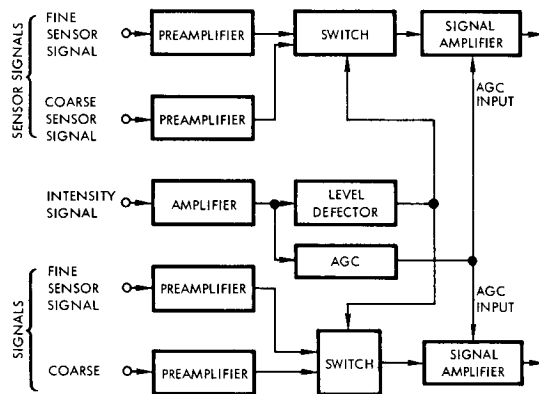 SENSOR SIGNALS
FINE
SENSOR
SIGNAL
PREAMPLIFIER
SWITCH
SIGNAL
AMPLIFIER
COARSE
SENSOR
SIGNAL
PREAMPLIFIER
AGC
INPUT
INTENSITY
SIGNAL
AMPLIFIER
LEVEL
DEFECTOR
AGC
SIGNALS
FINE
SENSOR
SIGNAL
PREAMPLIFIER
AGC
INPUT
COARSE
PREAMPLIFIER
SWITCH
SIGNAL
AMPLIFIER